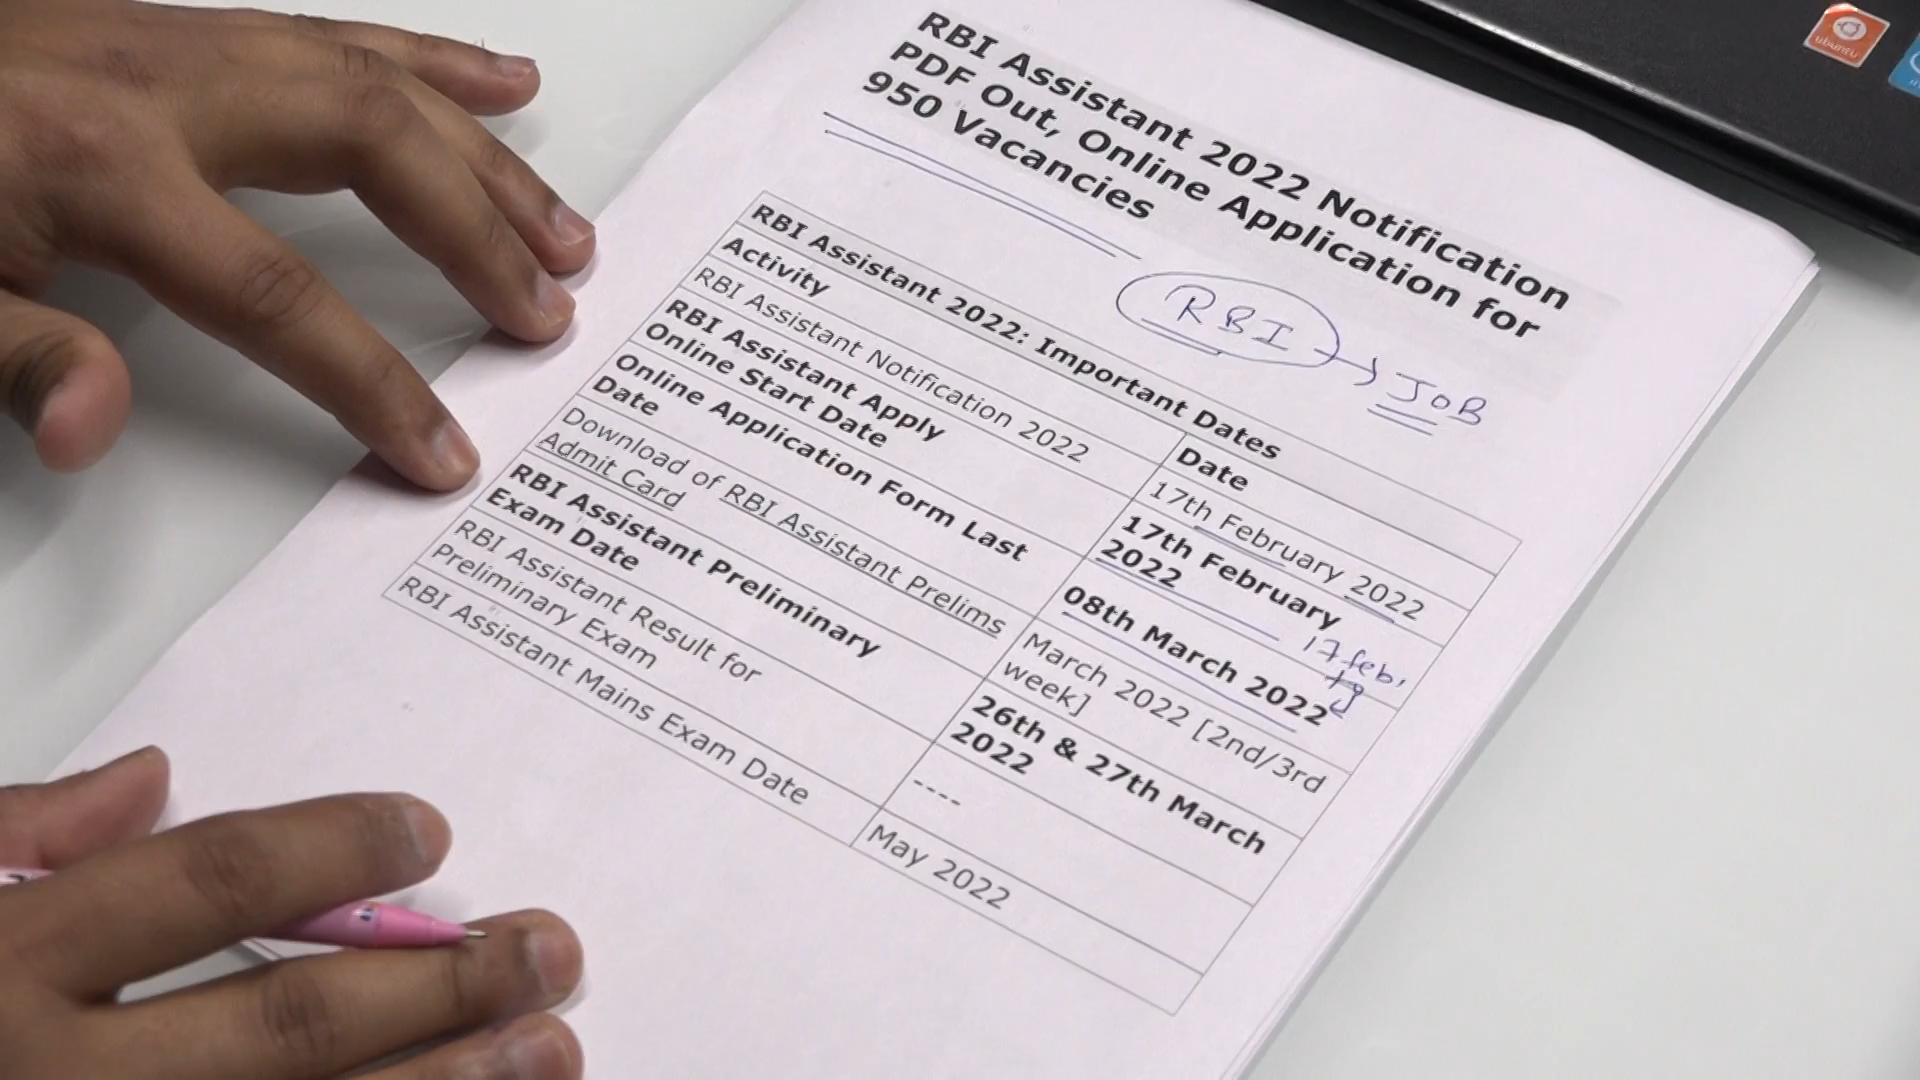 RBI Assistant 2022 Notification
PDF Out, Online Application for
950 Vacancies
RBI → JOB
RBI Assistant 2022: Important Dates
Activity Date
RBI Assistant Notification 2022 17th February 2022
RBI Assistant Apply
Online Start Date
17th February
2022
Online Application Form Last
Date
08th March 2022
17 feb,
Download of RBI Assistant Prelims
Admit Card
March 2022 [2nd/3rd
week]
RBI Assistant Preliminary
Exam Date
26th & 27th March
2022
RBI Assistant Result for
Preliminary Exam
----
RBI Assistant Mains Exam Date May 2022
ubuntu